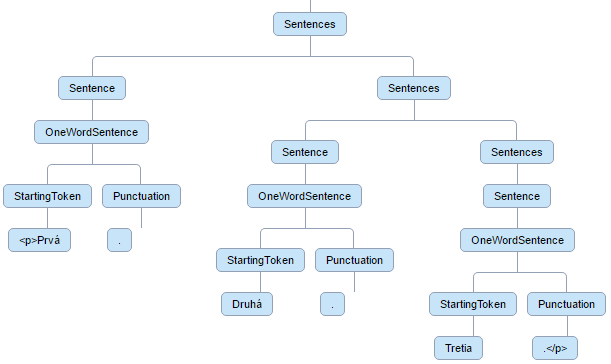 Sentences
Sentence Sentences
OneWordSentence
Sentence Sentences
StartingToken Punctuation OneWordSentence Sentence
<p>Prvá .
OneWordSentence
StartingToken Punctuation
Druhá . StartingToken Punctuation
Tretia .</p>